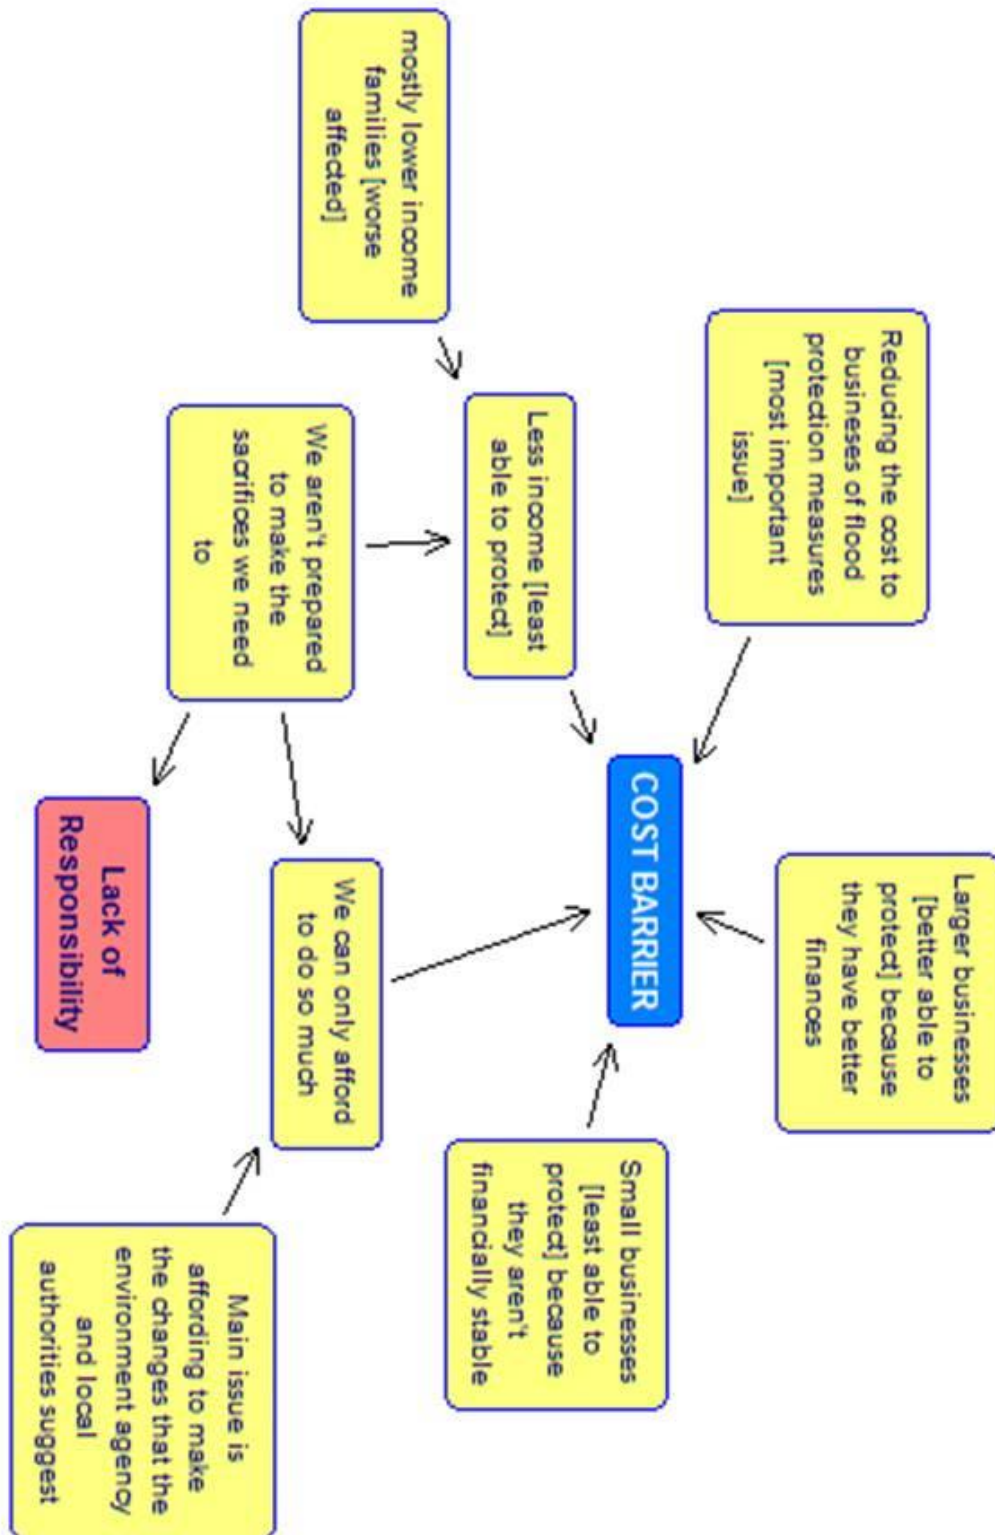 Reducing the cost to
busineses of flood
protection measures
[most important
issue]
Larger businesses
[better able to
protect] because
they have better
finances
mostly lower income
families [worse
affected]
Less income [least
able to protect]
COST BARRIER
Small businesses
[least able to
protect] because
they aren't
financially stable
We aren't prepared
to make the
sacrifices we need
to
We can only afford
to do so much
Lack of
Responsibility
Main issue is
affording to make
the changes that the
environment agency
and local
authorities suggest